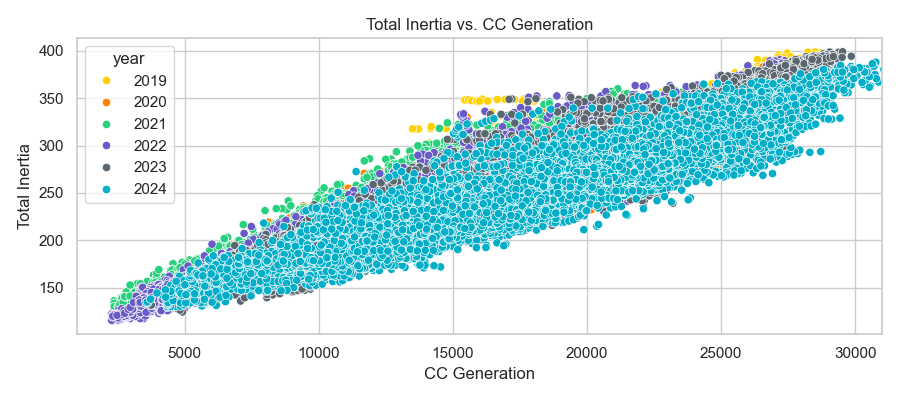 Total Inertia vs. CC Generation
year
2019
2020
2021
2022
2023
2024
Total Inertia
400
350
300
250
200
150
5000 10000 15000 20000 25000 30000
CC Generation